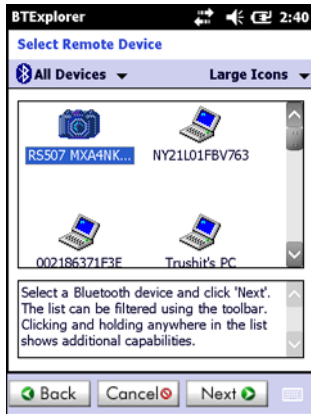 BTExplorer 2:40
Select Remote Device
All Devices Large Icons
RS507 MXA4NK... NY21L01FBV763
002186371F3E Trushit's PC
Select a Bluetooth device and click 'Next'.
The list can be filtered using the toolbar.
Clicking and holding anywhere in the list
shows additional capabilities.
Back Cancel Next